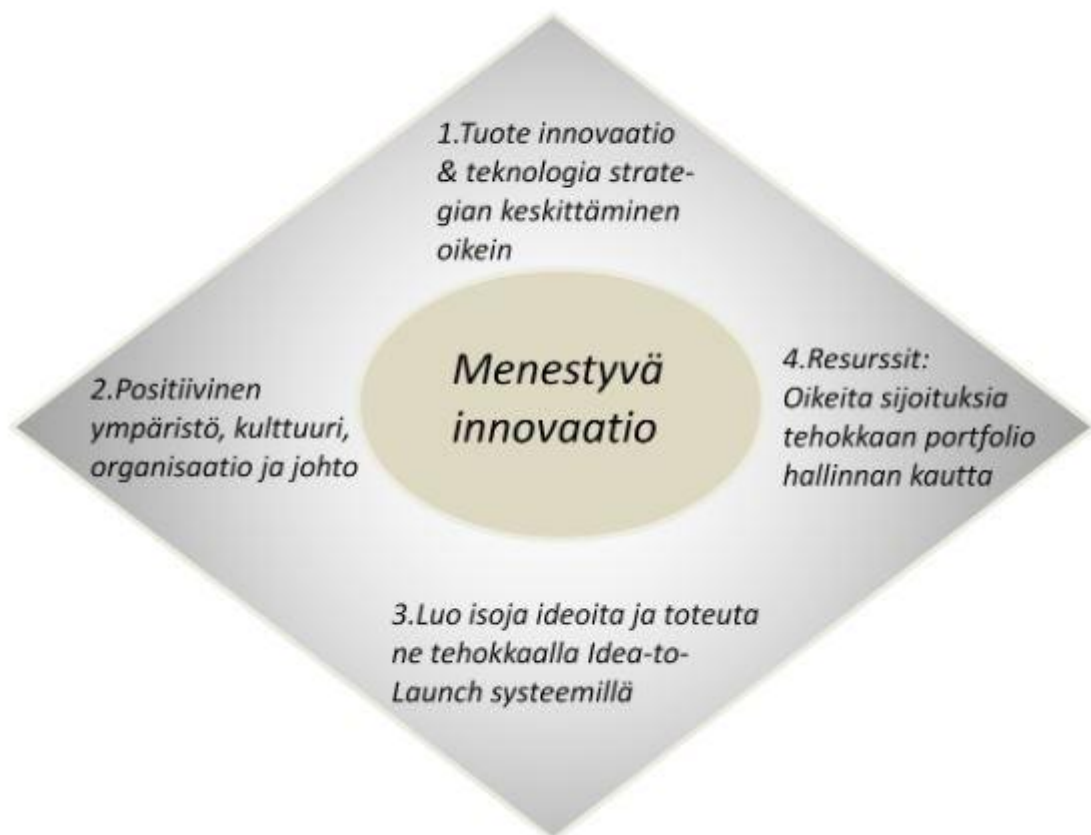 1.Tuote innovaatio
& teknologia strate-
gian keskittäminen
oikein
Menestyvä
innovaatio
2.Positiivinen
ympäristö, kulttuuri,
organisaatio ja johto
4.Resurssit:
Oikeita sijoituksia
tehokkaan portfolio
hallinnan kautta
3.Luo isoja ideoita ja toteuta
ne tehokkaalla Idea-to-
Launch systeemillä